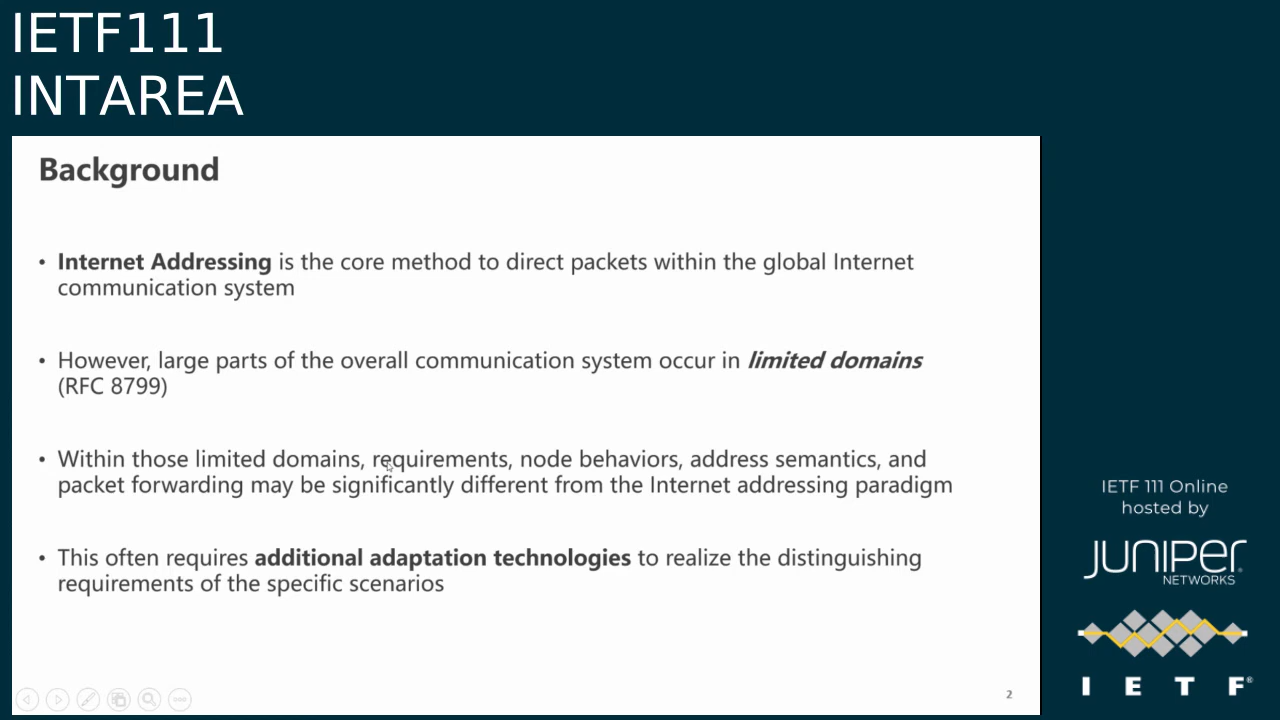 IETF111
INTAREA
Background
• Internet Addressing is the core method to direct packets within the global Internet
communication system
• However, large parts of the overall communication system occur in limited domains
(RFC 8799)
• Within those limited domains, requirements, node behaviors, address semantics, and
packet forwarding may be significantly different from the Internet addressing paradigm
• This often requires additional adaptation technologies to realize the distinguishing
requirements of the specific scenarios
2
IETF 111 Online
hosted by
JUNIPER
NETWORKS
I E T F®